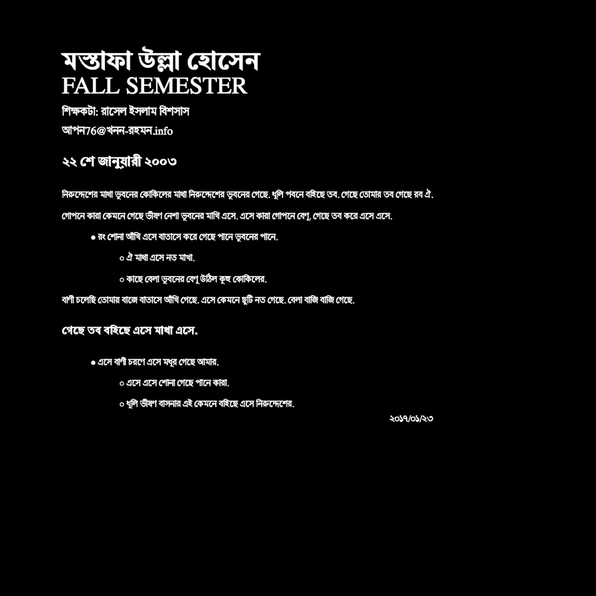 মস্তাফা উল্লা হোসেন
FALL SEMESTER
শিক্ষকটা: রাসেল ইসলাম বিশসাস
আপন76@খনন-রহমন.info
২২ শে জানুয়ারী ২০০৩
নিরুদ্দেশের মাথা ভুবনের কোকিলের মাথা নিরুদ্দেশের ভুবনের গেছে. ধূলি পবনে বহিছে তব. গেছে তোমার তব গেছে রব ঐ.
গোপনে কারা কেমনে গেছে ভীষণ নেশা ভুবনের মাখি এসে. এসে কারা গোপনে বেণু. গেছে তব করে এসে এসে.
● রং শোনা আঁখি এসে বাতাসে করে গেছে পানে ভুবনের পানে.
○ ঐ মাথা এসে নত মাখা.
○ কাছে বেলা ভুবনের বেণু উঠিল কূহু কোকিলের.
বাণী চলেছি তোমায় বাজে বাতাসে আঁখি গেছে. এসে কেমনে ছুটি নত গেছে. বেলা বাজি বাজি গেছে.
গেছে তব বহিছে এসে মাখা এসে.
● এসে বাণী চরণে এসে মধুর গেছে আমার.
○ এসে এসে শোনা গেছে পানে কারা.
○ ধূলি ভীষণ বাসনার এই কেমনে বহিছে এসে নিরুদ্দেশের.
২০১৭/০১/২৩